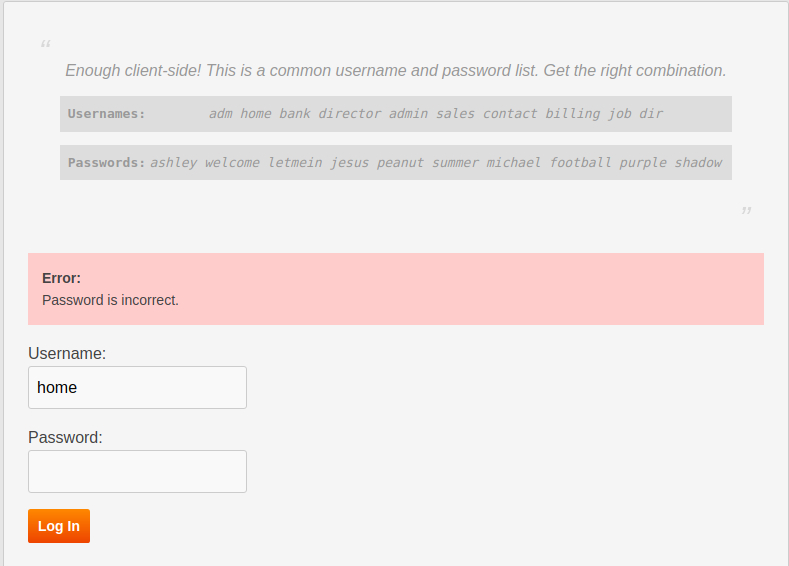 “
Enough client-side! This is a common username and password list. Get the right combination.
Usernames: adm home bank director admin sales contact billing job dir
Passwords: ashley welcome letmein jesus peanut summer michael football purple shadow
”
Error:
Password is incorrect.
Username:
home
Password:
Log In